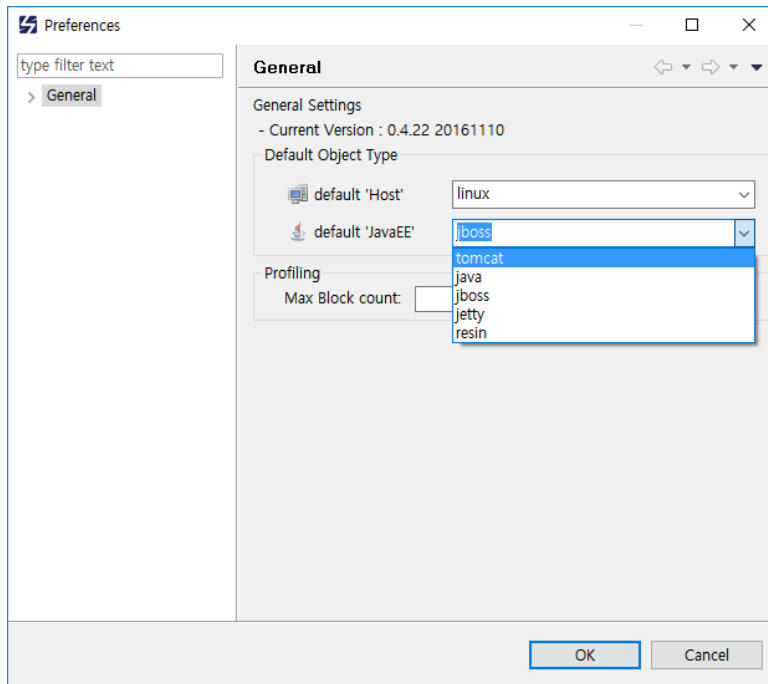 Preferences
type filter text
General
General
General Settings
- Current Version : 0.4.22 20161110
Default Object Type
default 'Host'
linux
default 'JavaEE'
jboss
tomcat
java
jboss
jetty
resin
Profiling
Max Block count:
OK
Cancel